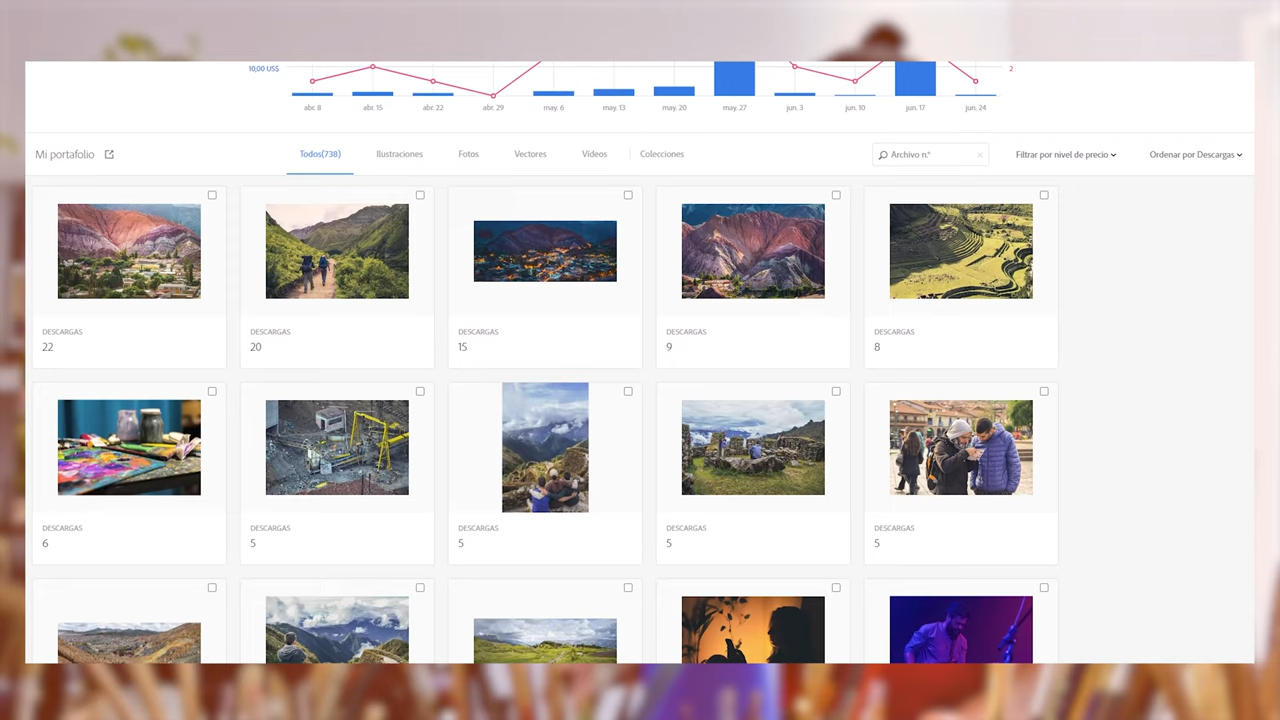 10,00 US$
2
abr. 8 abr. 15 abr. 22 abr. 29 may. 6 may. 13 may. 20 may. 27 jun. 3 jun. 10 jun. 17 jun. 24
Mi portafolio Todos(738) Ilustraciones Fotos Vectores Vídeos Colecciones Archivo n.º Filtrar por nivel de precio Ordenar por Descargas
DESCARGAS DESCARGAS DESCARGAS DESCARGAS DESCARGAS
22 20 15 9 8
DESCARGAS DESCARGAS DESCARGAS DESCARGAS DESCARGAS
6 5 5 5 5